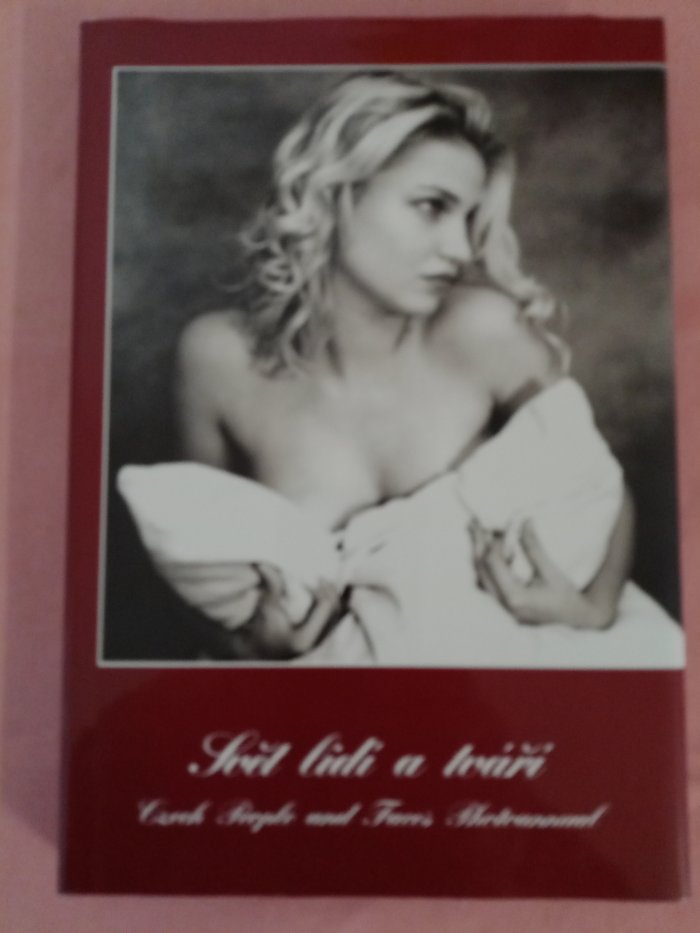 Svět lidí a tváří
Czech People and Faces, Photoannual